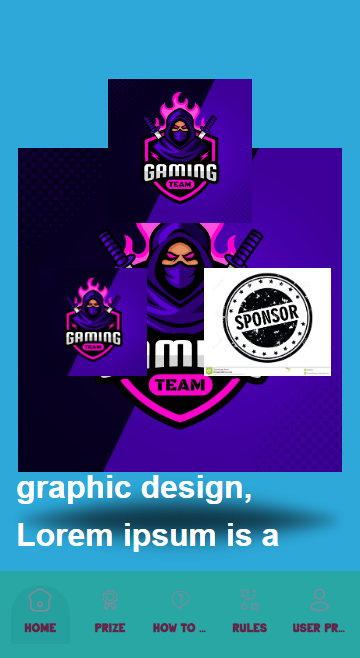 GAMING
TEAM
GAMING
TEAM
SPONSOR
TEAM
graphic design,
Lorem ipsum is a
HOME
PRIZE
HOW TO ...
RULES
USER PR...